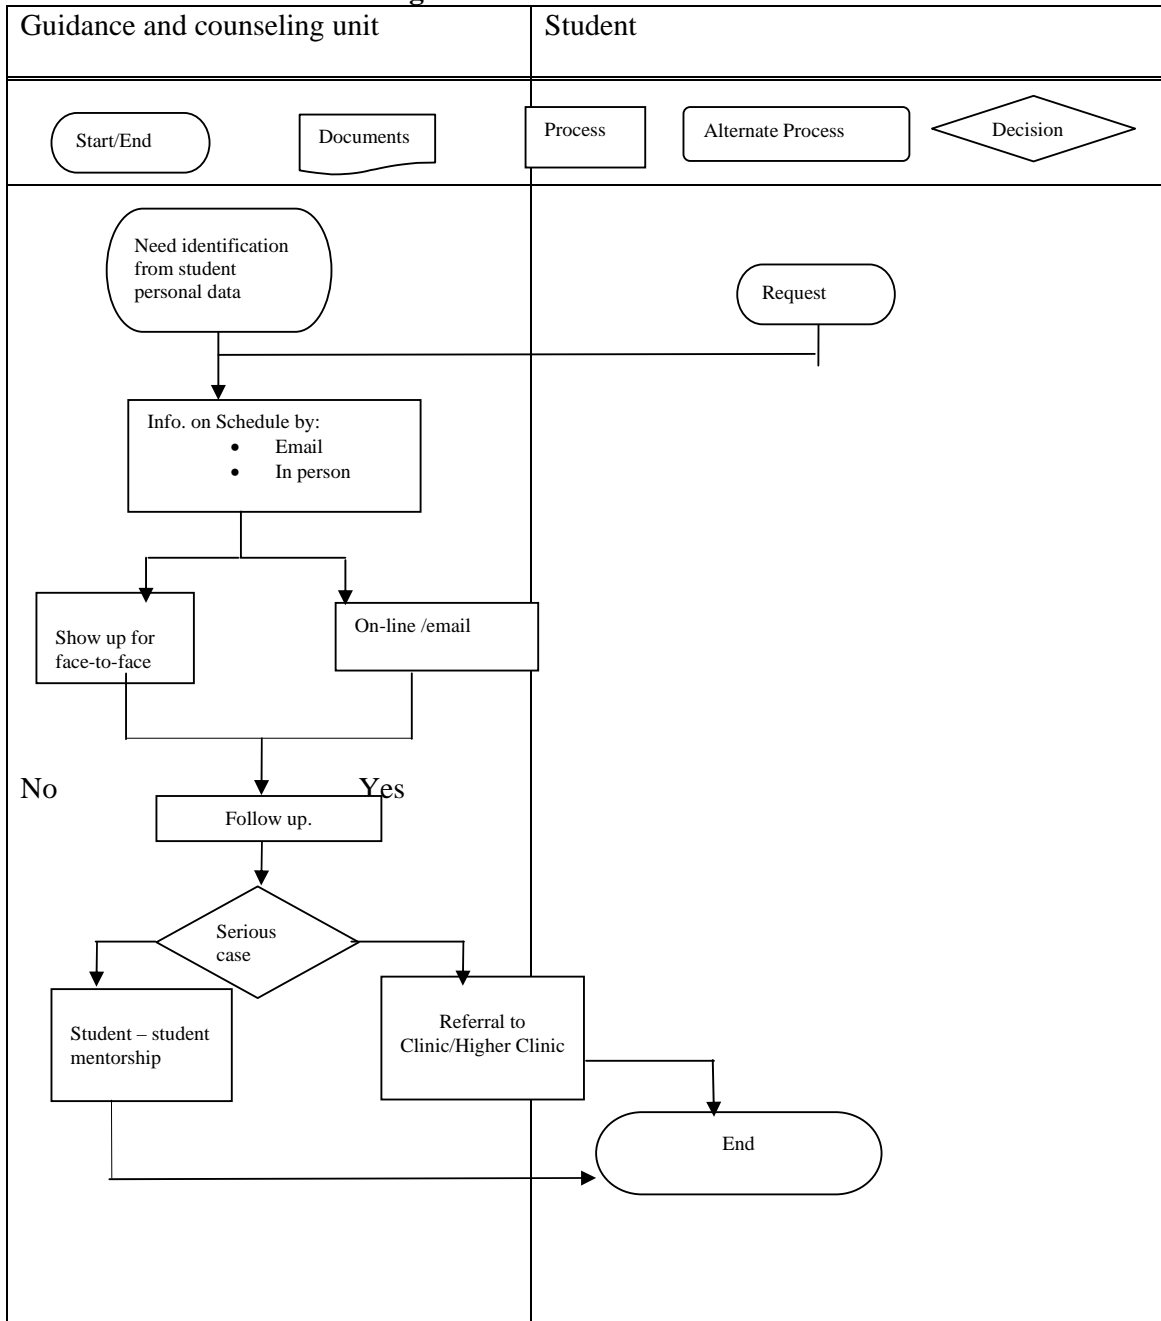 Guidance and counseling unit
Student
Start/End
Documents
Process
Alternate Process
Decision
Need identification
from student
personal data
Request
Info. on Schedule by:
• Email
• In person
Show up for
face-to-face
On-line /email
No
Yes
Follow up.
Serious
case
Student – student
mentorship
Referral to
Clinic/Higher Clinic
End